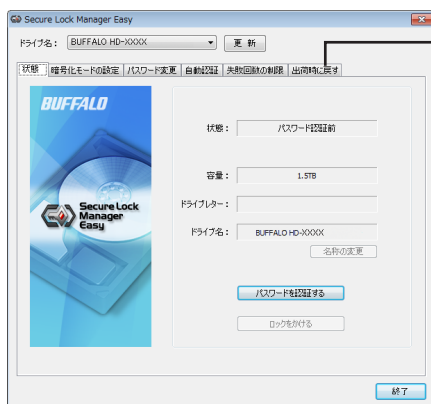 Secure Lock Manager Easy
ドライブ名： BUFFALO HD-XXXX 更 新
状態 暗号化モードの設定 パスワード変更 自動認証 失敗回数の制限 出荷時に戻す
BUFFALO
状態： パスワード認証前
容量： 1.5TB
Secure Lock
Manager
Easy
ドライブレター：
ドライブ名： BUFFALO HD-XXXX
名称の変更
パスワードを認証する
ロックをかける
終了